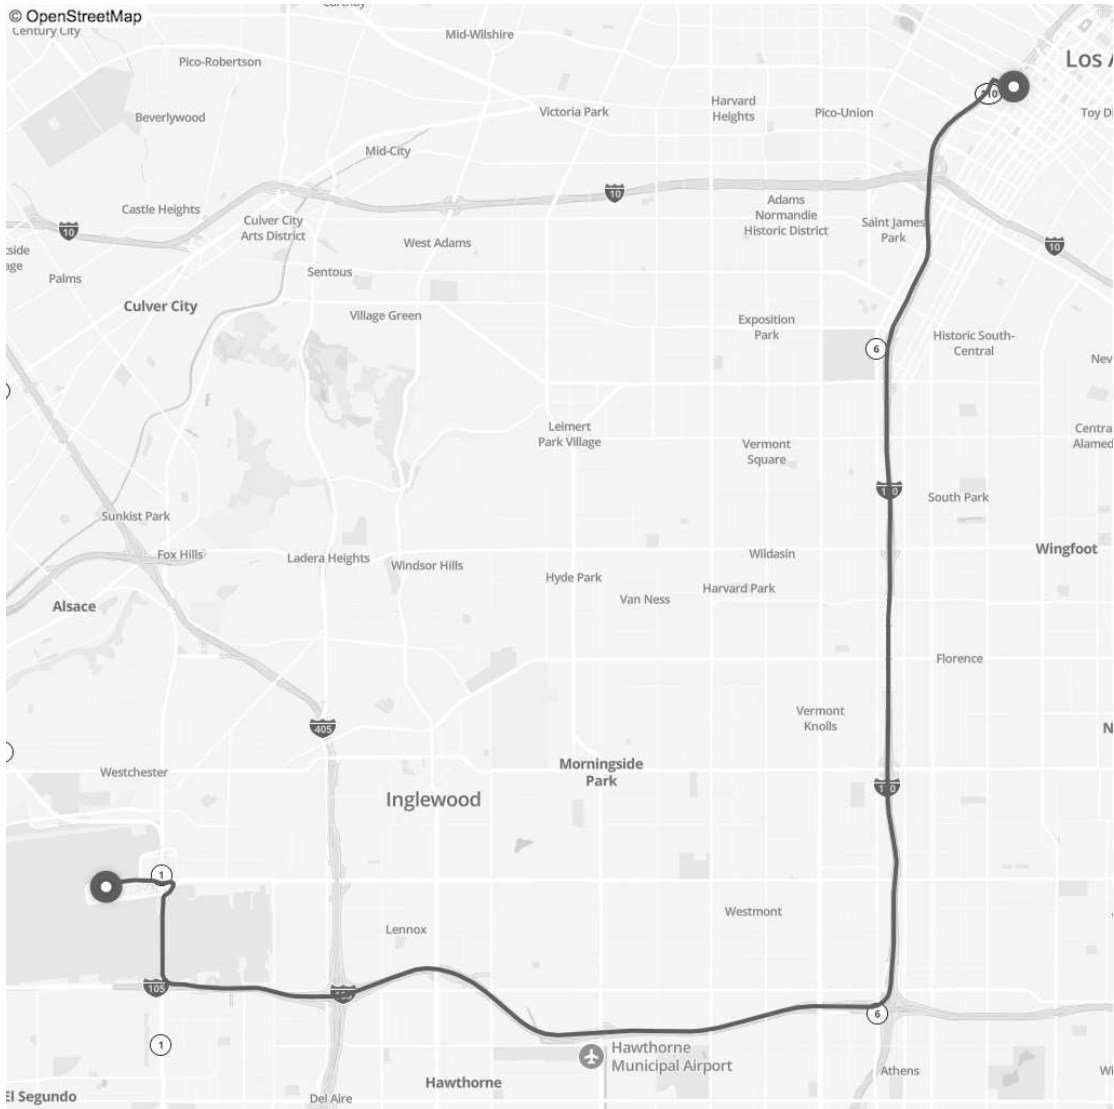 © OpenStreetMap
Century City
Mid-Wilshire
Pico-Robertson
Los A
Beverlywood
Victoria Park
Harvard
Heights
Pico-Union
110
Toy Di
Mid-City
10
Castle Heights
Culver City
Arts District
Adams
Normandie
Historic District
Saint James
Park
10
West Adams
10
Palms
Sentous
Culver City
Village Green
Exposition
Park
6
Historic South-
Central
Nev
Leimert
Park Village
Vermont
Square
Centra
Alamed
110
South Park
Sunkist Park
Fox Hills
Ladera Heights
Windsor Hills
Wildasin
Wingfoot
Hyde Park
Harvard Park
Van Ness
Alsace
Florence
Vermont
Knolls
405
Westchester
Morningside
Park
110
Inglewood
1
Westmont
Lennox
105
405
6
1
Hawthorne
Municipal Airport
Athens
Wi
Hawthorne
El Segundo
Del Aire